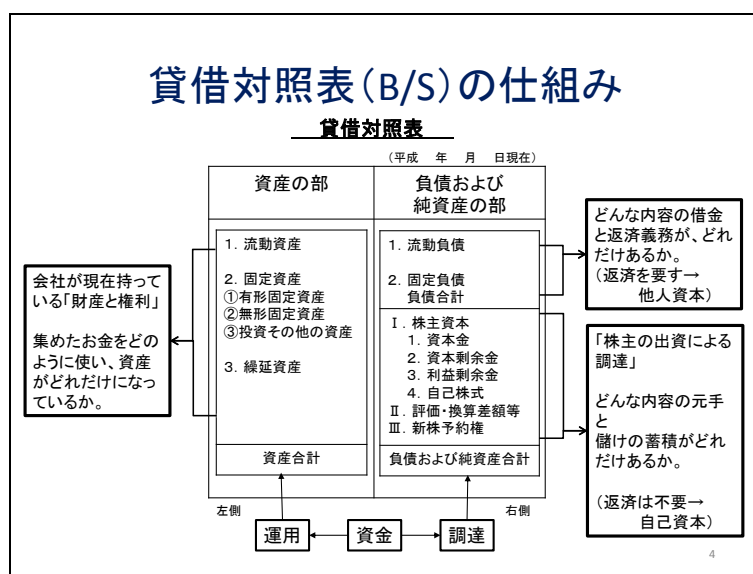 貸借対照表(B/S)の仕組み
貸借対照表
(平成　年　月　日現在)
資産の部
負債および
純資産の部
1. 流動資産
2. 固定資産
①有形固定資産
②無形固定資産
③投資その他の資産
3. 繰延資産
資産合計
1. 流動負債
2. 固定負債
負債合計
Ⅰ. 株主資本
1. 資本金
2. 資本剰余金
3. 利益剰余金
4. 自己株式
Ⅱ. 評価・換算差額等
Ⅲ. 新株予約権
負債および純資産合計
会社が現在持って
いる「財産と権利」
集めたお金をどの
ように使い、資産
がどれだけになっ
ているか。
どんな内容の借金
と返済義務が、どれ
だけあるか。
(返済を要す→
他人資本)
「株主の出資による
調達」
どんな内容の元手
と
儲けの蓄積がどれ
だけあるか。
(返済は不要→
自己資本)
左側
右側
運用
資金
調達
4